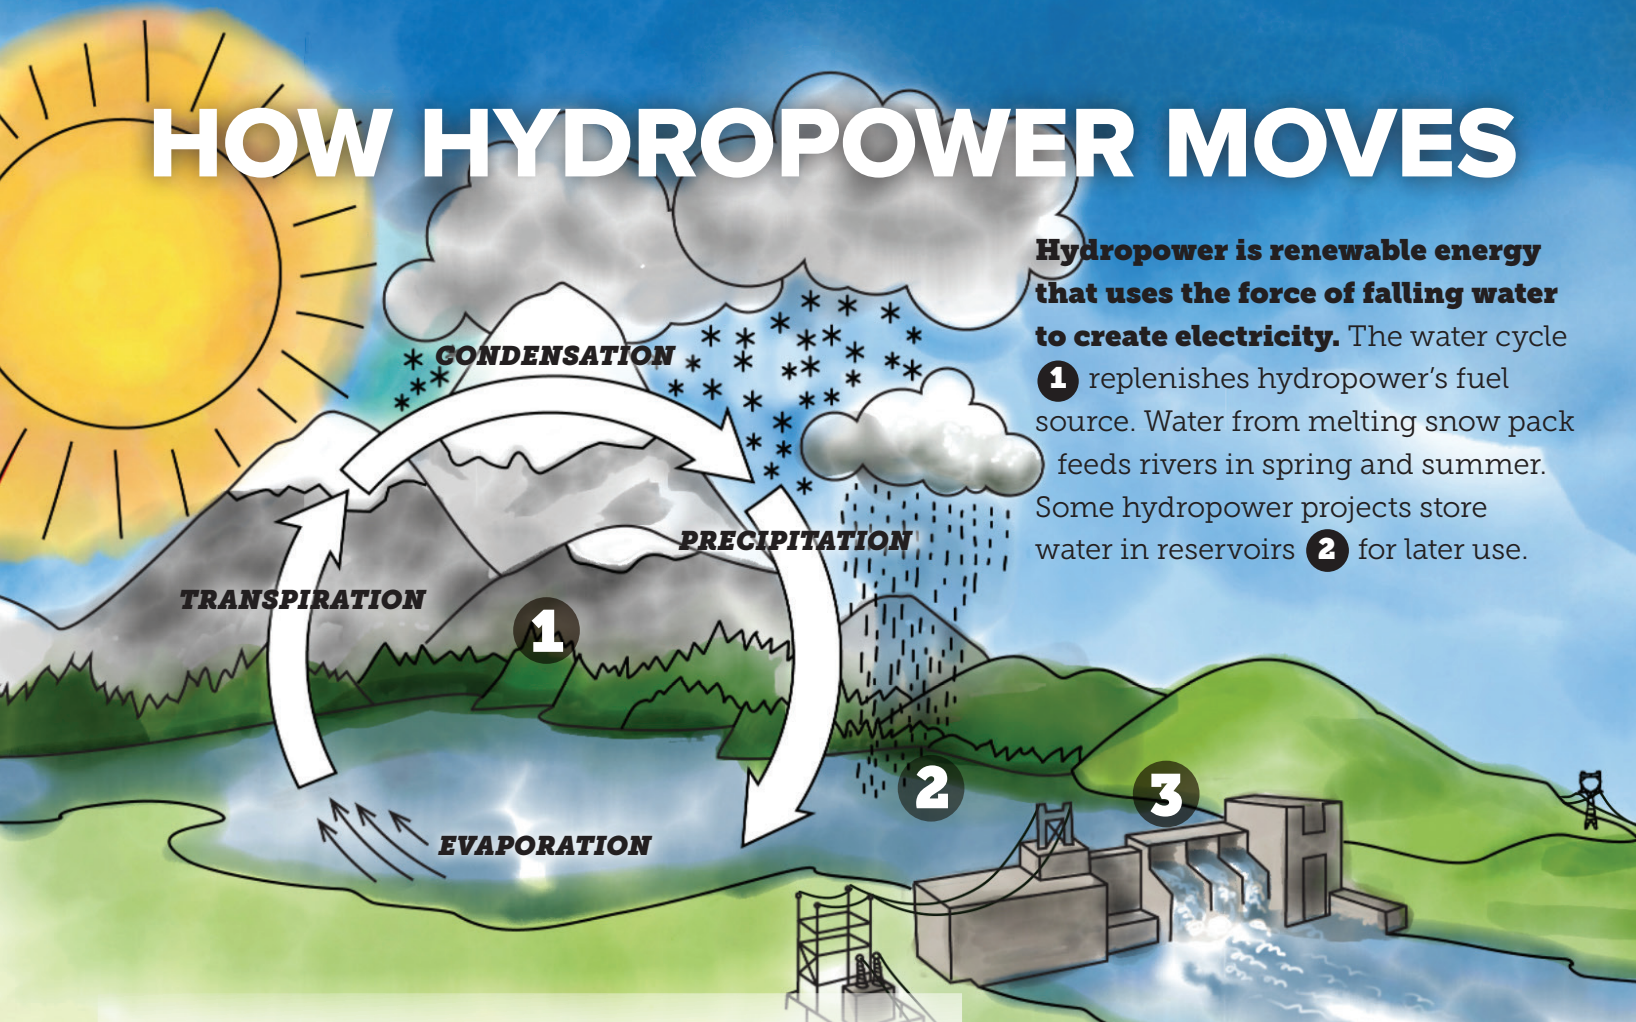 HOW HYDROPOWER MOVES
Hydropower is renewable energy
that uses the force of falling water
to create electricity. The water cycle
1 replenishes hydropower's fuel
source. Water from melting snow pack
feeds rivers in spring and summer.
Some hydropower projects store
water in reservoirs 2 for later use.
CONDENSATION
PRECIPITATION
TRANSPIRATION
1
2
3
EVAPORATION